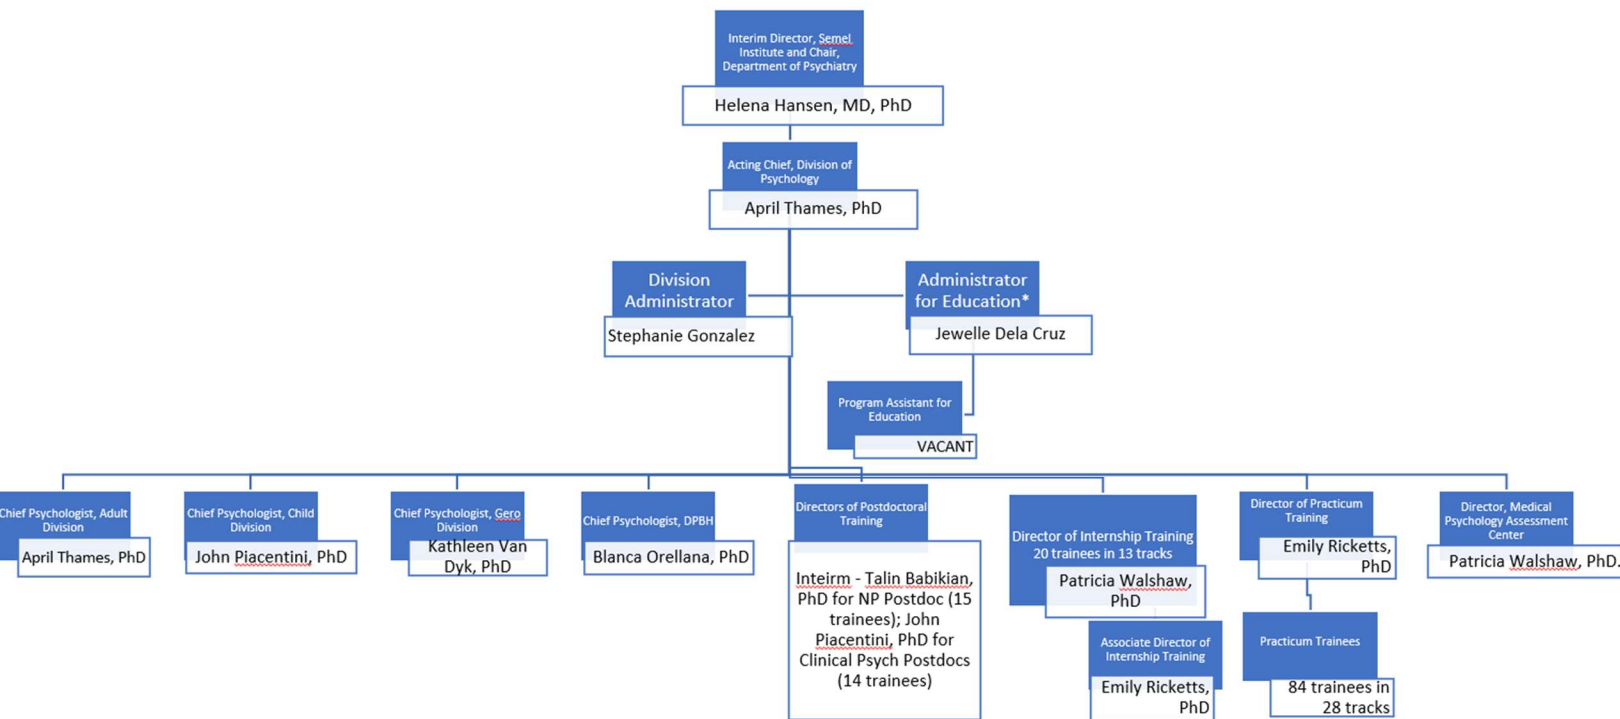 Interim Director, Semel
Institute and Chair,
Department of Psychiatry
Helena Hansen, MD, PhD
Acting Chief, Division of
Psychology
April Thames, PhD
Division
Administrator
Stephanie Gonzalez
Administrator
for Education*
Jewelle Dela Cruz
Program Assistant for
Education
VACANT
Chief Psychologist, Adult
Division
April Thames, PhD
Chief Psychologist, Child
Division
John Piacentini, PhD
Chief Psychologist, Gero
Division
Kathleen Van
Dyk, PhD
Chief Psychologist, DPBH
Blanca Orellana, PhD
Directors of Postdoctoral
Training
Inteirm - Talin Babikian,
PhD for NP Postdoc (15
trainees); John
Piacentini, PhD for
Clinical Psych Postdocs
(14 trainees)
Director of Internship Training
20 trainees in 13 tracks
Patricia Walshaw,
PhD
Associate Director of
Internship Training
Emily Ricketts,
PhD
Director of Practicum
Training
Emily Ricketts,
PhD
Practicum Trainees
84 trainees in
28 tracks
Director, Medical
Psychology Assessment
Center
Patricia Walshaw, PhD.